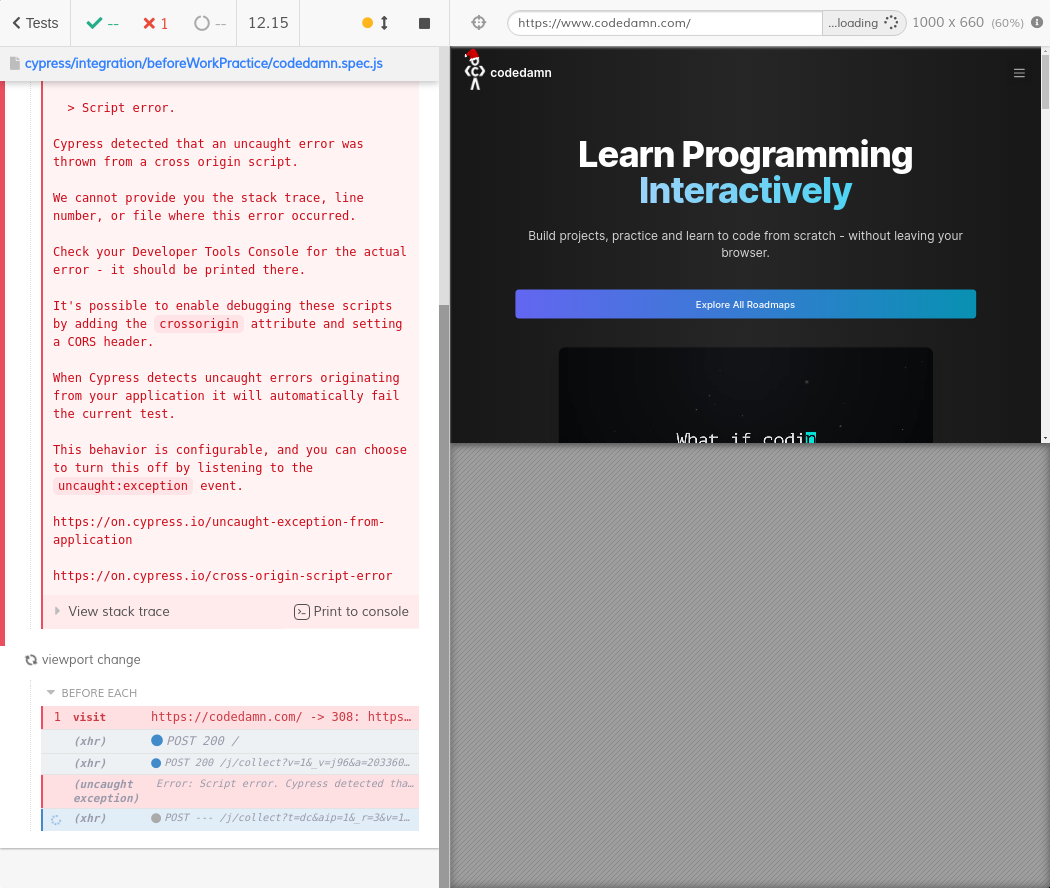 Tests -- 1 -- 12.15
https://www.codedamn.com/ ...loading 1000 x 660 (60%)
cypress/integration/beforeWorkPractice/codedamn.spec.js
> Script error.
Cypress detected that an uncaught error was
thrown from a cross origin script.
We cannot provide you the stack trace, line
number, or file where this error occurred.
Check your Developer Tools Console for the actual
error - it should be printed there.
It's possible to enable debugging these scripts
by adding the crossorigin attribute and setting
a CORS header.
When Cypress detects uncaught errors originating
from your application it will automatically fail
the current test.
This behavior is configurable, and you can choose
to turn this off by listening to the
uncaught:exception event.
https://on.cypress.io/uncaught-exception-from-
application
https://on.cypress.io/cross-origin-script-error
View stack trace Print to console
viewport change
BEFORE EACH
1 visit https://codedamn.com/ -> 308: https...
(xhr) POST 200 /
(xhr) POST 200 /j/collect?v=1&_v=j96&a=203360...
(uncaught Error: Script error. Cypress detected tha...
exception)
(xhr) POST --- /j/collect?t=dc&aip=1&_r=3&v=1...
codedamn
Learn Programming
Interactively
Build projects, practice and learn to code from scratch - without leaving your
browser.
Explore All Roadmaps
What if codin